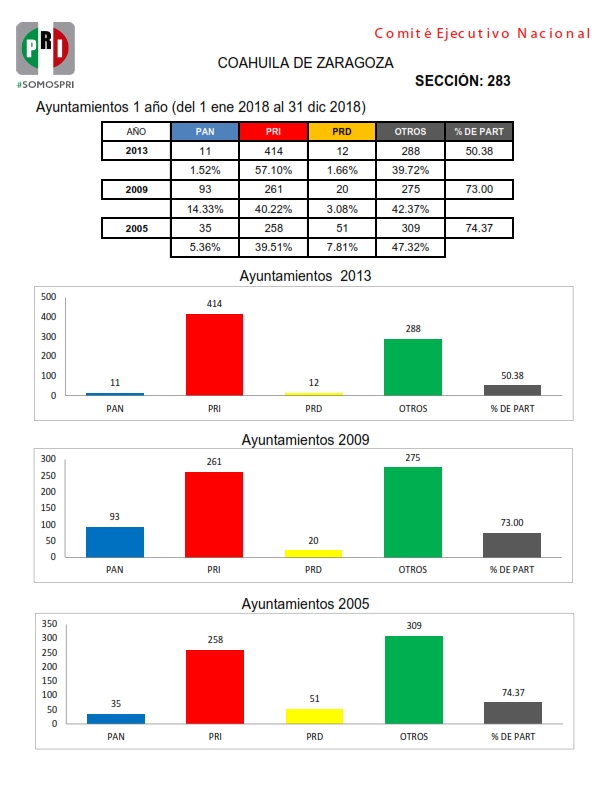 Comité Ejecutivo Nacional
PRI
#SOMOSPRI
COAHUILA DE ZARAGOZA
SECCIÓN: 283
Ayuntamientos 1 año (del 1 ene 2018 al 31 dic 2018)
AÑO PAN PRI PRD OTROS % DE PART
2013 11 414 12 288 50.38
1.52% 57.10% 1.66% 39.72%
2009 93 261 20 275 73.00
14.33% 40.22% 3.08% 42.37%
2005 35 258 51 309 74.37
5.36% 39.51% 7.81% 47.32%
Ayuntamientos 2013
500
400
300
200
100
0
11 414 12 288 50.38
PAN PRI PRD OTROS % DE PART
Ayuntamientos 2009
300
250
200
150
100
50
0
93 261 20 275 73.00
PAN PRI PRD OTROS % DE PART
Ayuntamientos 2005
350
300
250
200
150
100
50
0
35 258 51 309 74.37
PAN PRI PRD OTROS % DE PART